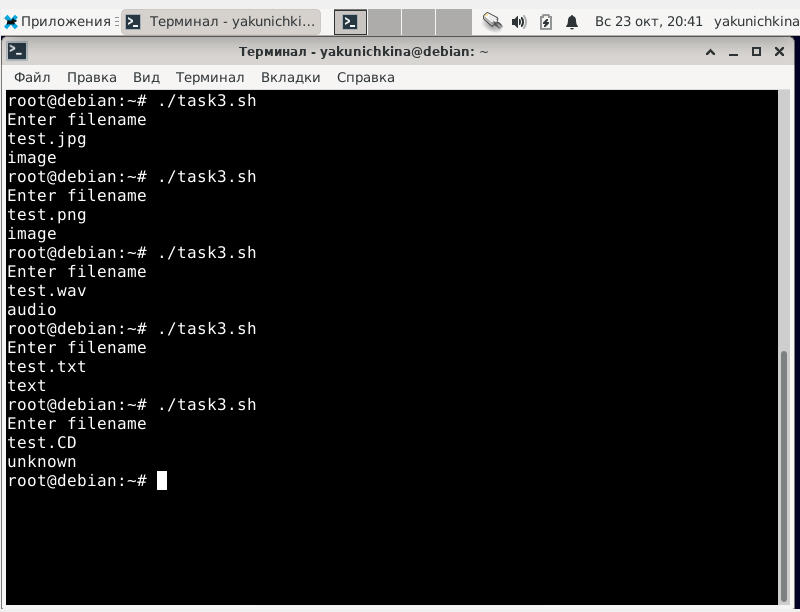 Приложения Терминал - yakunichki... Вс 23 окт, 20:41 yakunichkina
Терминал - yakunichkina@debian: ~
Файл Правка Вид Терминал Вкладки Справка
root@debian:~# ./task3.sh
Enter filename
test.jpg
image
root@debian:~# ./task3.sh
Enter filename
test.png
image
root@debian:~# ./task3.sh
Enter filename
test.wav
audio
root@debian:~# ./task3.sh
Enter filename
test.txt
text
root@debian:~# ./task3.sh
Enter filename
test.CD
unknown
root@debian:~#